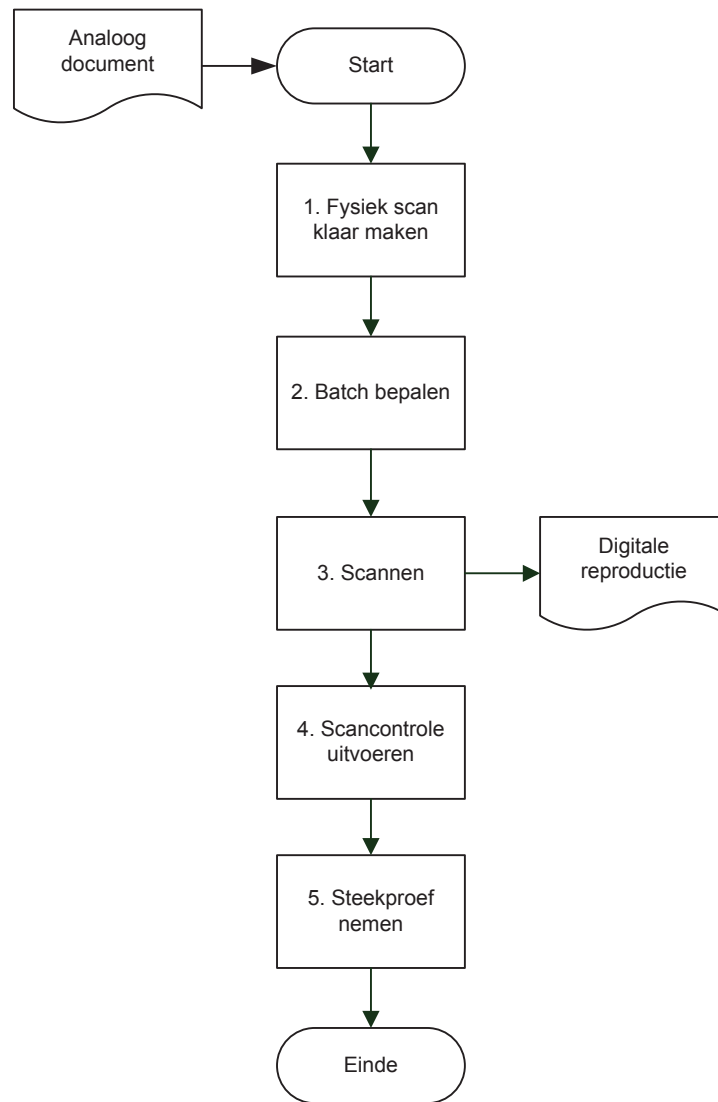 Analoog
document
Start
1. Fysiek scan
klaar maken
2. Batch bepalen
3. Scannen
Digitale
reproductie
4. Scancontrole
uitvoeren
5. Steekproef
nemen
Einde